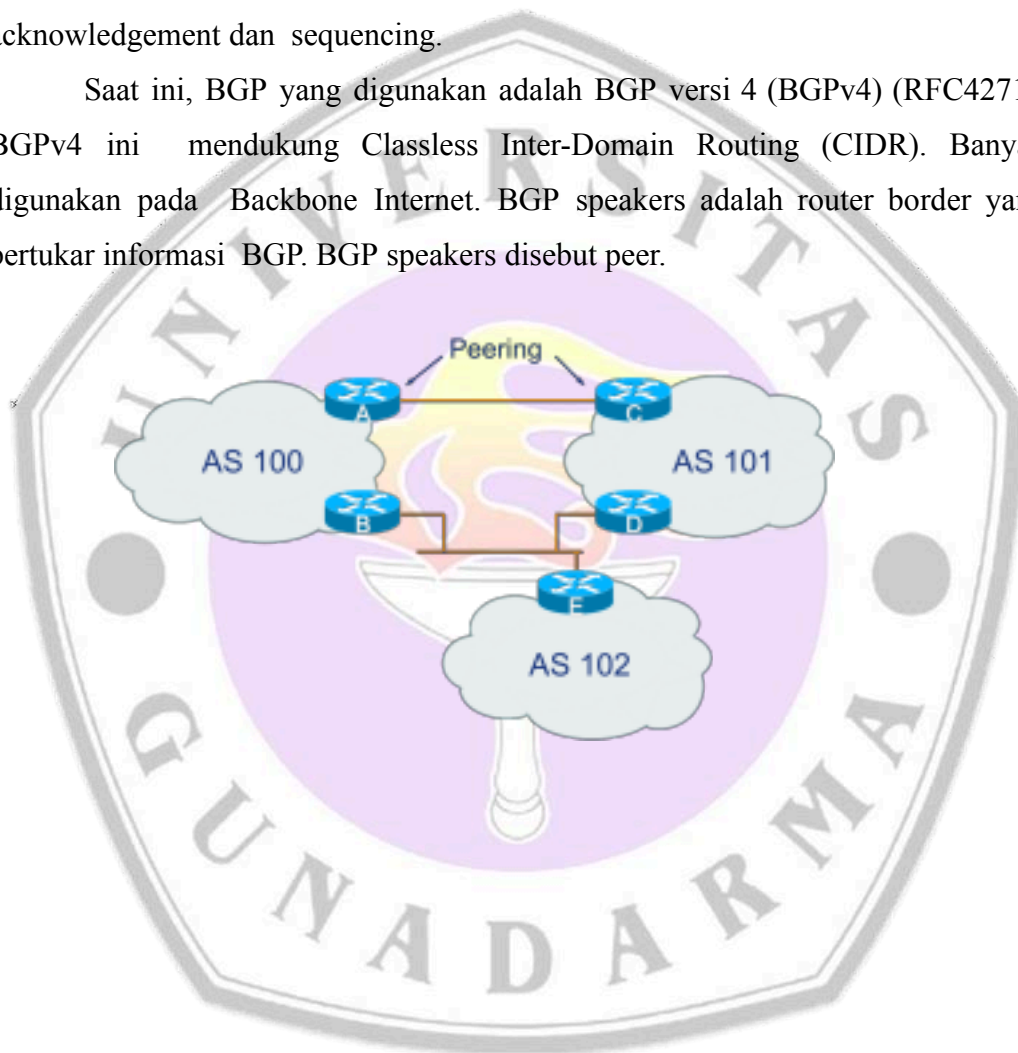 acknowledgement dan sequencing.
Saat ini, BGP yang digunakan adalah BGP versi 4 (BGPv4) (RFC4271
BGPv4 ini mendukung Classless Inter-Domain Routing (CIDR). Banya
digunakan pada Backbone Internet. BGP speakers adalah router border yan
bertukar informasi BGP. BGP speakers disebut peer.
UNIVERSITAS
Peering
A
C
AS 100
AS 101
B
D
E
AS 102
GUNADARMA